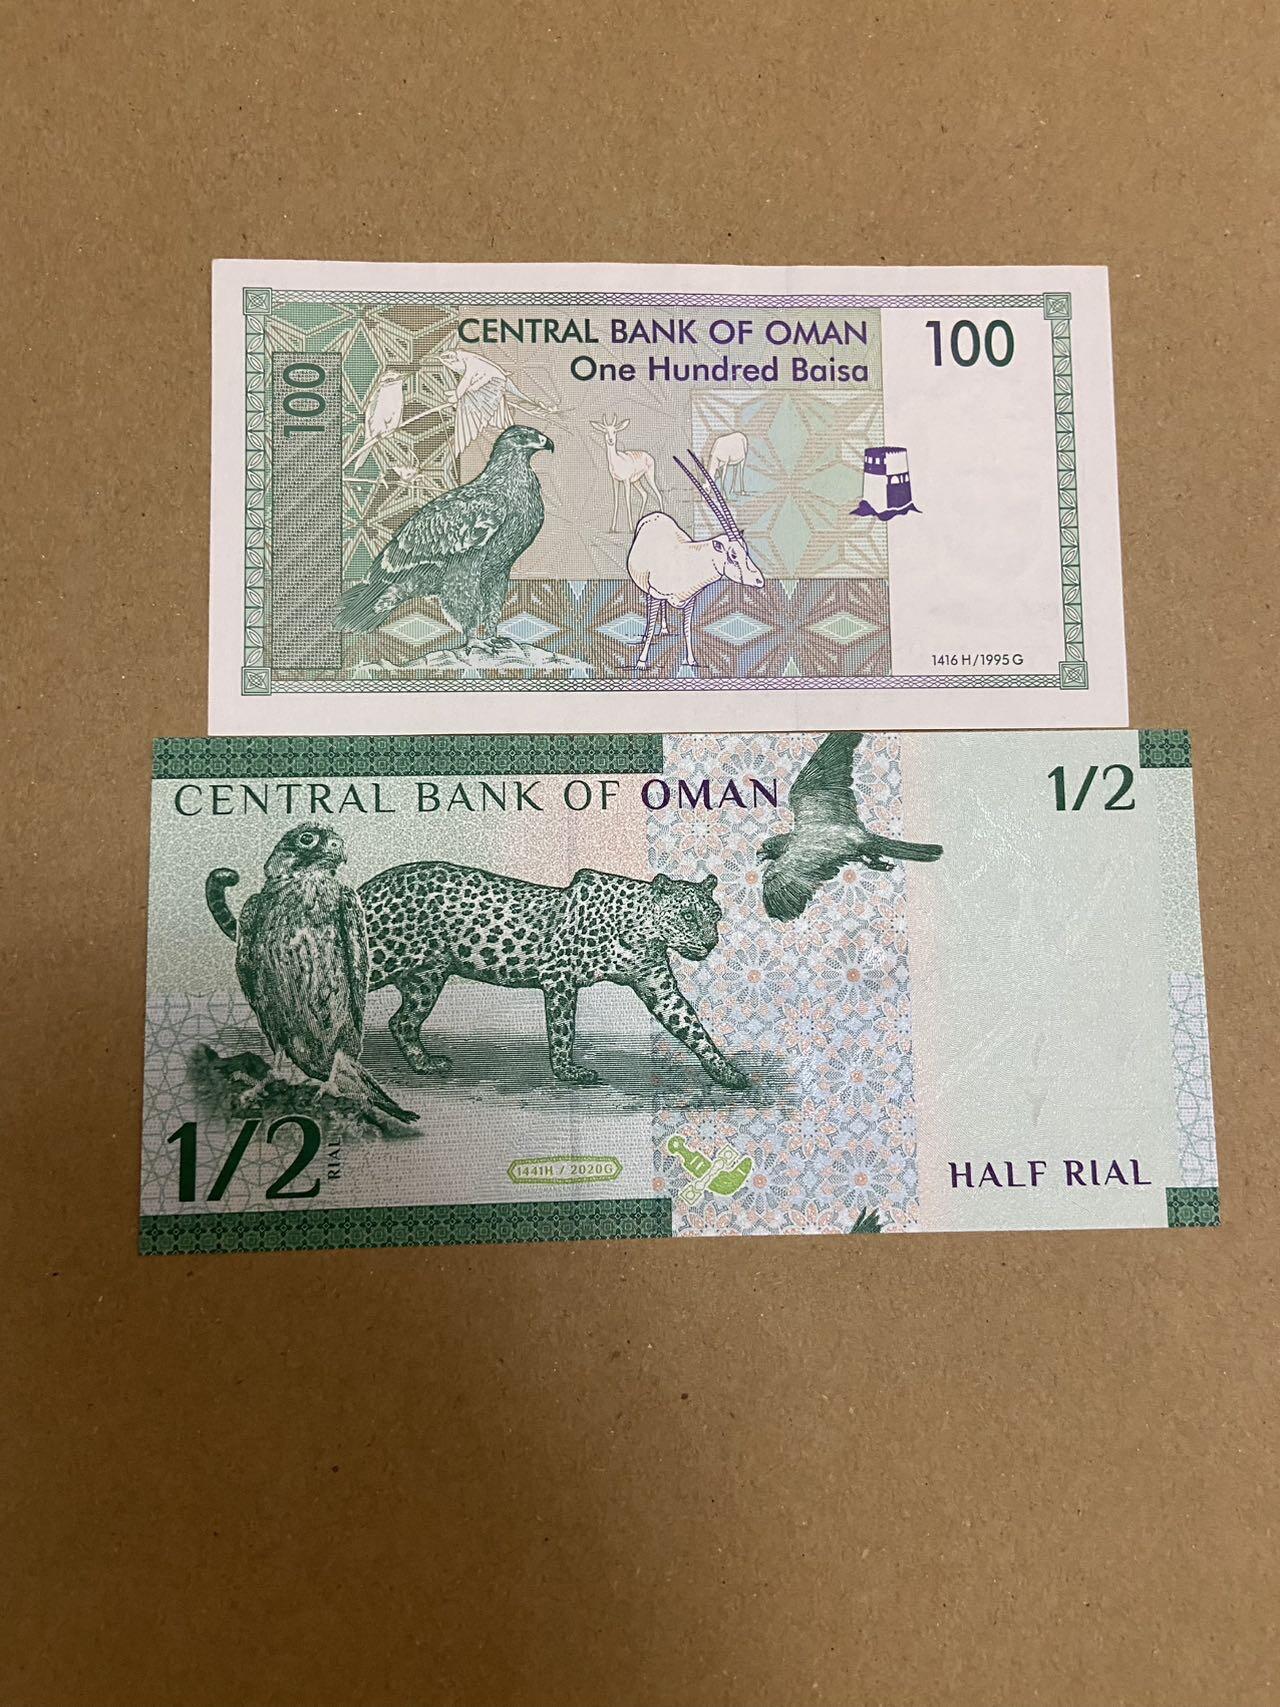 CENTRAL BANK OF OMAN
100
One Hundred Baisa
100
1416 H/1995 G
CENTRAL BANK OF OMAN
1/2
1/2
RIAL
1441H / 2020G
HALF RIAL